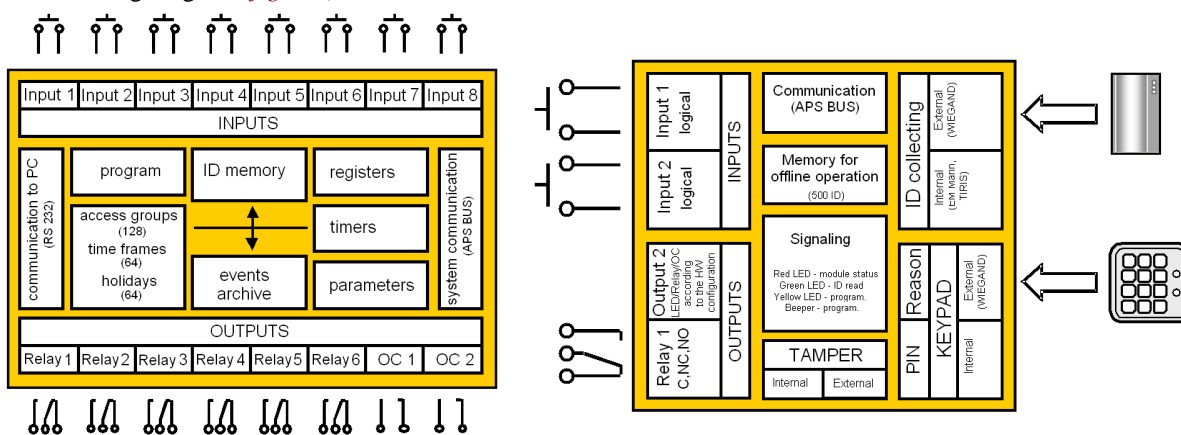 Input 1 Input 2 Input 3 Input 4 Input 5 Input 6 Input 7 Input 8
INPUTS
communication to PC
(RS 232)
program
ID memory
registers
access groups
(128)
time frames
(64)
holidays
(64)
timers
events
archive
parameters
system communication
(APS BUS)
OUTPUTS
Relay 1 Relay 2 Relay 3 Relay 4 Relay 5 Relay 6 OC 1 OC 2
Input 1
logical
Input 2
logical
INPUTS
Communication
(APS BUS)
Memory for
offline operation
(500 ID)
ID collecting
External
(WIEGAND)
Internal
(EM Marin,
TIRIS)
Signaling
Red LED - module status
Green LED - ID read
Yellow LED - program.
Beeper - program.
Output 2
LED/Relay/OC
according
to the HW
configuration
Relay 1
C,NC,NO
OUTPUTS
TAMPER
Internal External
Reason
PIN
KEYPAD
External
(WIEGAND)
Internal